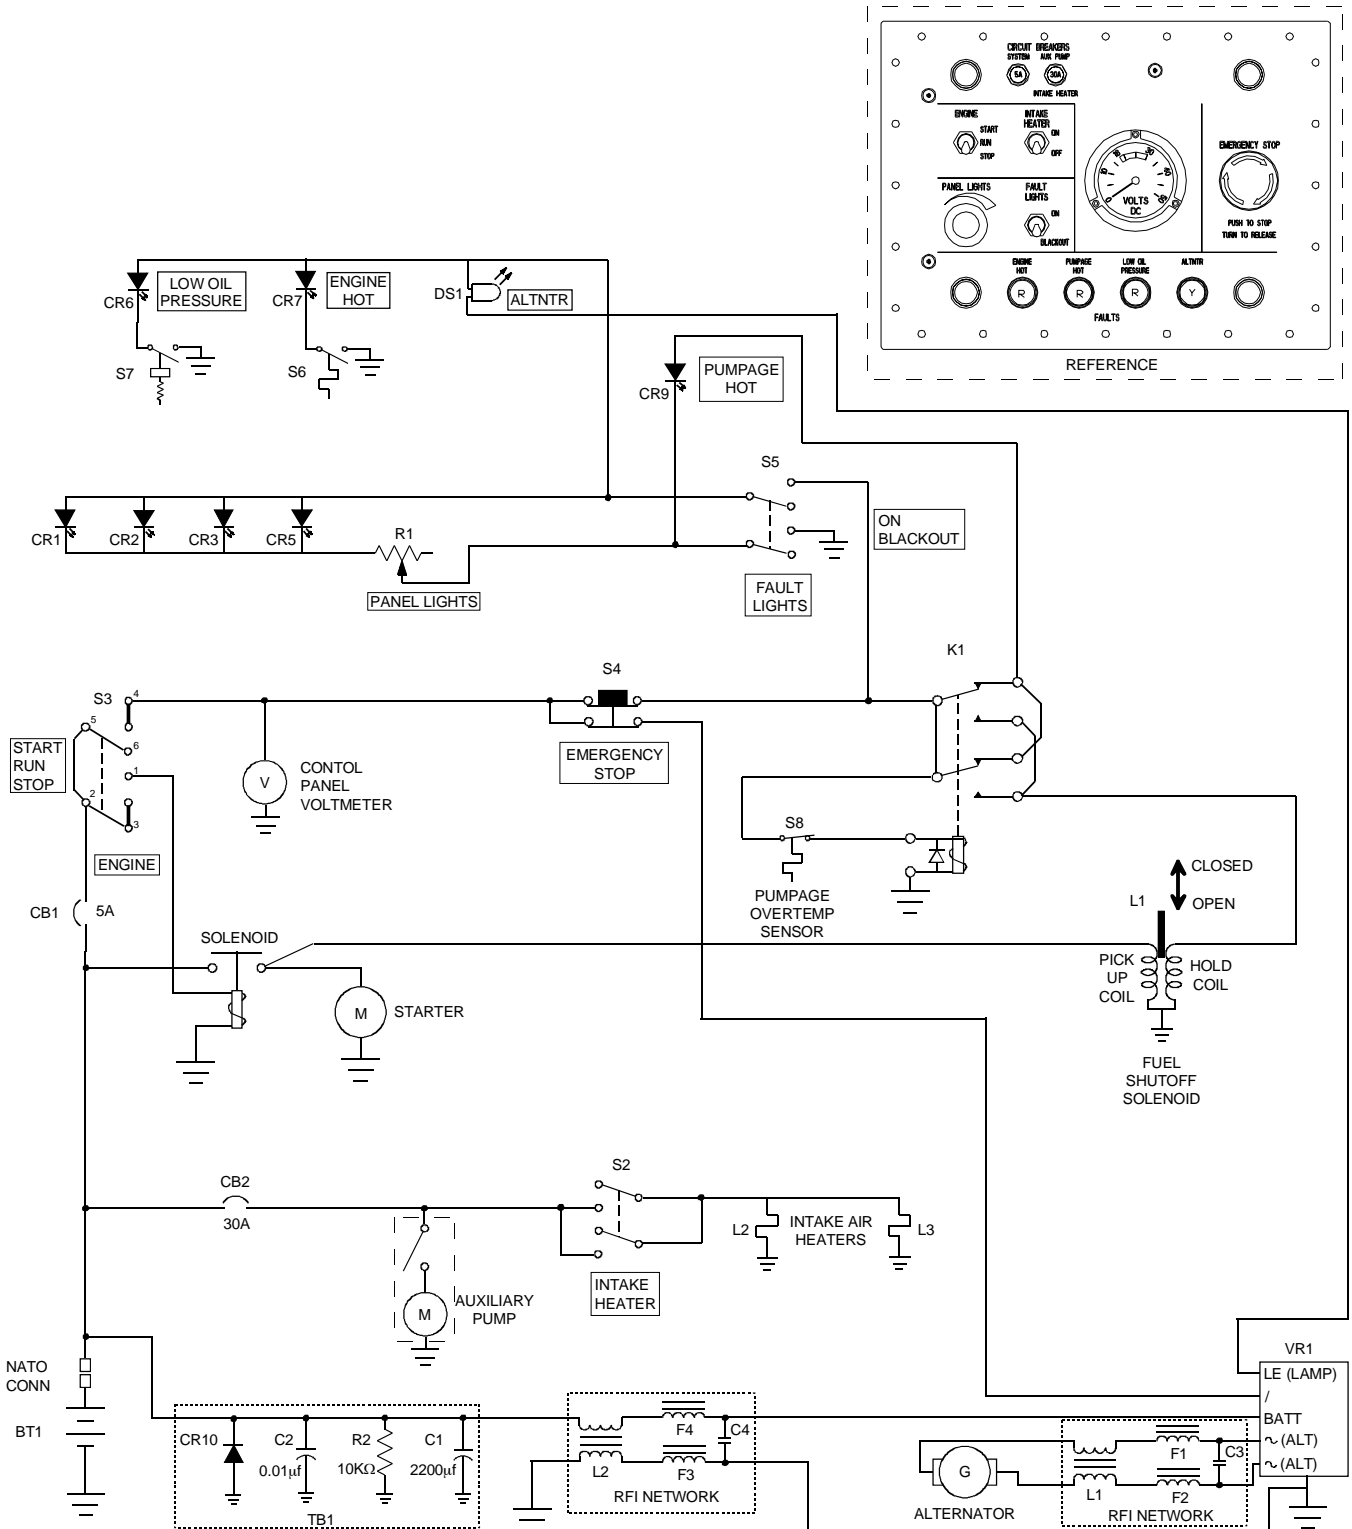 CIRCUIT BREAKERS
SYSTEM AUX PUMP
5A 30A
INTAKE HEATER
ENGINE
START
RUN
STOP
INTAKE
HEATER
ON
OFF
PANEL LIGHTS
FAULT
LIGHTS
ON
BLACKOUT
0 10 30 40 50
VOLTS
DC
EMERGENCY STOP
PUSH TO STOP
TURN TO RELEASE
ENGINE
HOT
PUMPAGE
HOT
LOW OIL
PRESSURE
ALTNTR
R R R Y
FAULTS
REFERENCE
CR6
LOW OIL
PRESSURE
CR7
ENGINE
HOT
DS1
ALTNTR
S7
S6
CR9
PUMPAGE
HOT
S5
CR1
CR2
CR3
CR5
R1
ON
BLACKOUT
PANEL LIGHTS
FAULT
LIGHTS
S4
K1
S3
4
5
6
1
2
3
START
RUN
STOP
V
CONTOL
PANEL
VOLTMETER
EMERGENCY
STOP
S8
ENGINE
PUMPAGE
OVERTEMP
SENSOR
CB1
5A
CLOSED
L1
OPEN
SOLENOID
PICK
UP
COIL
HOLD
COIL
M
STARTER
FUEL
SHUTOFF
SOLENOID
CB2
30A
S2
L2
INTAKE AIR
HEATERS
L3
INTAKE
HEATER
M
AUXILIARY
PUMP
NATO
CONN
BT1
VR1
LE (LAMP)
/
BATT
~ (ALT)
~ (ALT)
CR10
C2
0.01µf
R2
10KΩ
C1
2200µf
TB1
F4
C4
L2
F3
RFI NETWORK
G
ALTERNATOR
F1
C3
L1
F2
RFI NETWORK